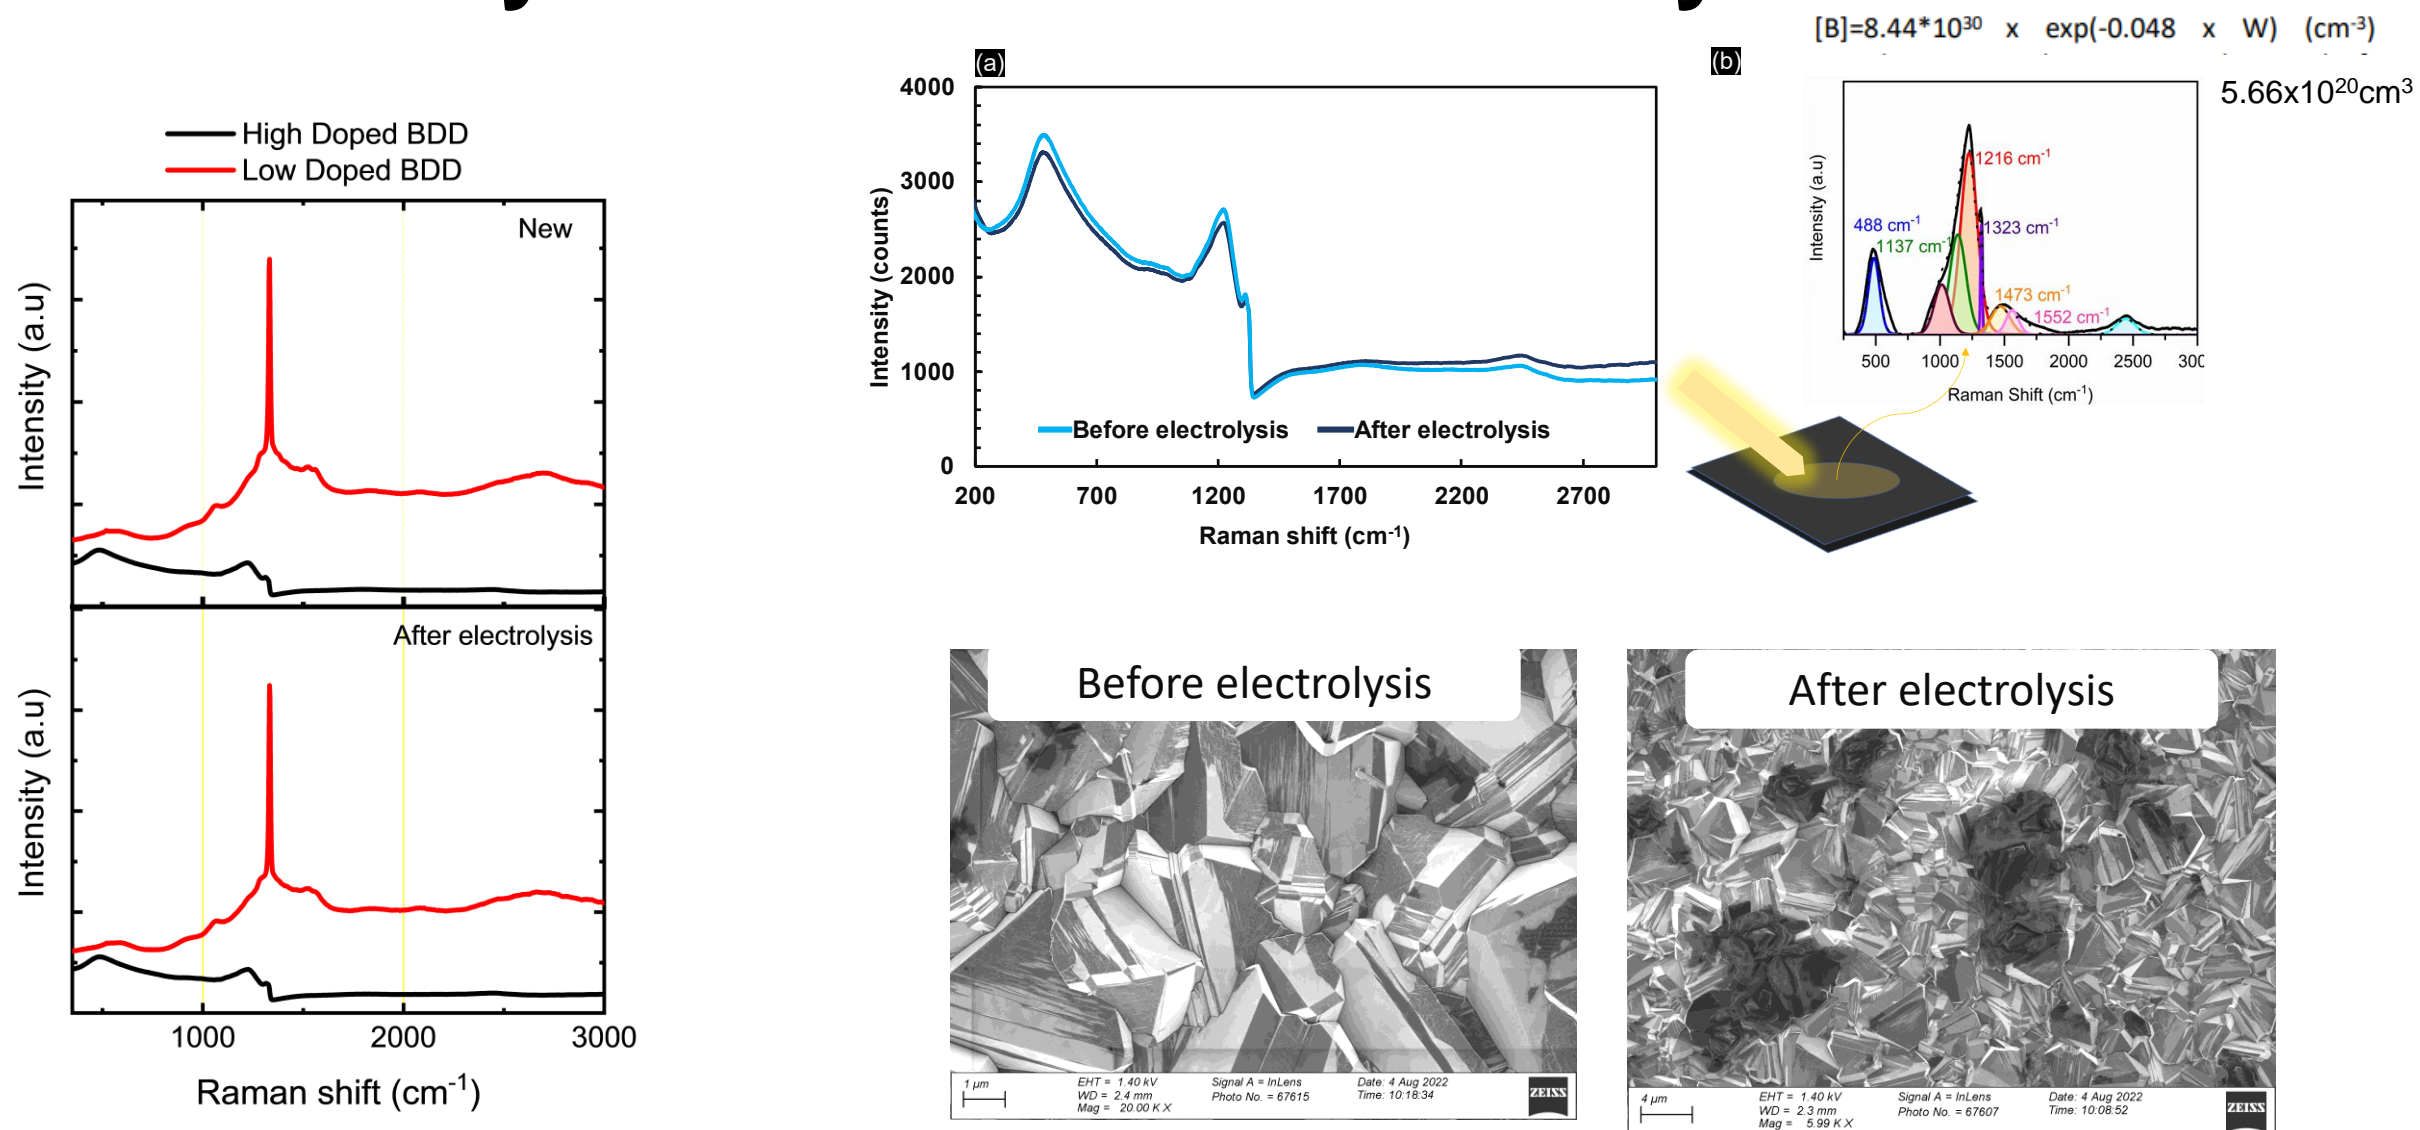 [B]=8.44*10³⁰ x exp(-0.048 x W) (cm⁻³)
5.66x10²⁰cm³
High Doped BDD
Low Doped BDD
New
Intensity (a.u)
After electrolysis
Intensity (a.u)
1000 2000 3000
Raman shift (cm⁻¹)
(a)
4000
3000
2000
1000
0
Intensity (counts)
Before electrolysis After electrolysis
200 700 1200 1700 2200 2700
Raman shift (cm⁻¹)
(b)
Intensity (a.u)
1216 cm⁻¹
488 cm⁻¹
1323 cm⁻¹
1137 cm⁻¹
1473 cm⁻¹
1552 cm⁻¹
500 1000 1500 2000 2500 300
Raman Shift (cm⁻¹)
Before electrolysis
1 µm
EHT = 1.40 kV Signal A = InLens Date: 4 Aug 2022
WD = 2.4 mm Photo No. = 67615 Time: 10:18:34
Mag = 20.00 K X
ZEISS
After electrolysis
4 µm
EHT = 1.40 kV Signal A = InLens Date: 4 Aug 2022
WD = 2.3 mm Photo No. = 67607 Time: 10:08:52
Mag = 5.99 K X
ZEISS